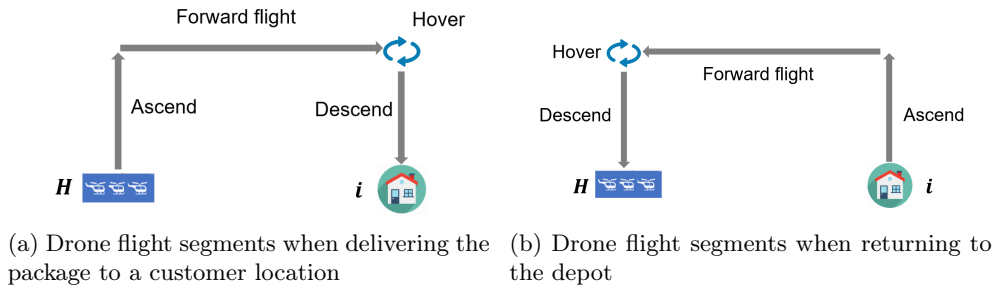 Forward flight
Hover
Ascend
Descend
H
i
(a) Drone flight segments when delivering the
package to a customer location
Hover
Forward flight
Descend
Ascend
H
i
(b) Drone flight segments when returning to
the depot